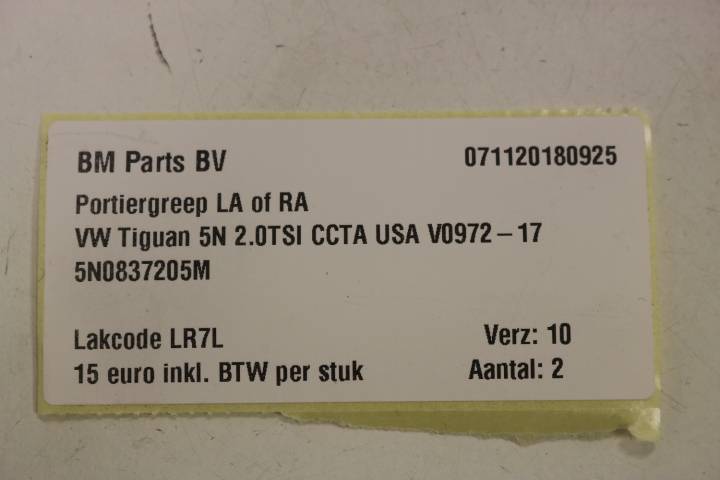 BM Parts BV 071120180925
Portiergreep LA of RA
VW Tiguan 5N 2.0TSI CCTA USA V0972-17
5N0837205M
Lakcode LR7L Verz: 10
15 euro inkl. BTW per stuk Aantal: 2